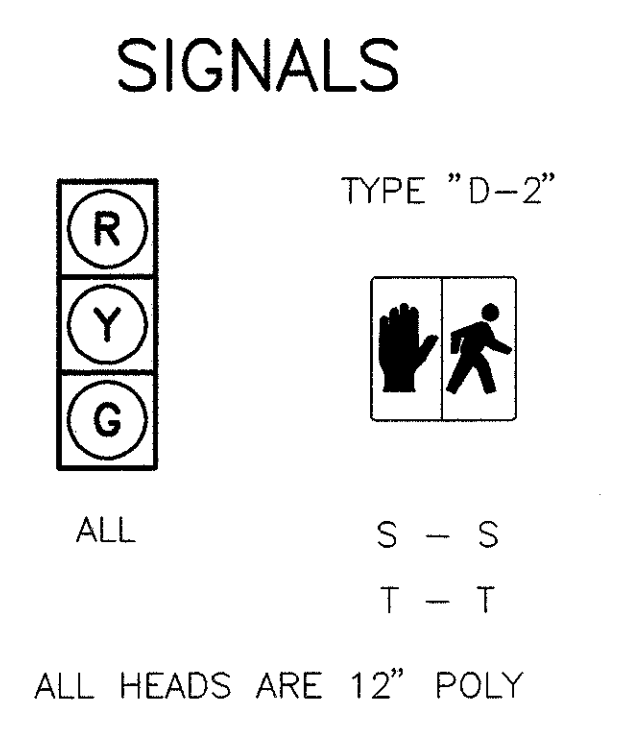 SIGNALS
TYPE "D-2"
R
Y
G
ALL
S - S
T - T
ALL HEADS ARE 12" POLY